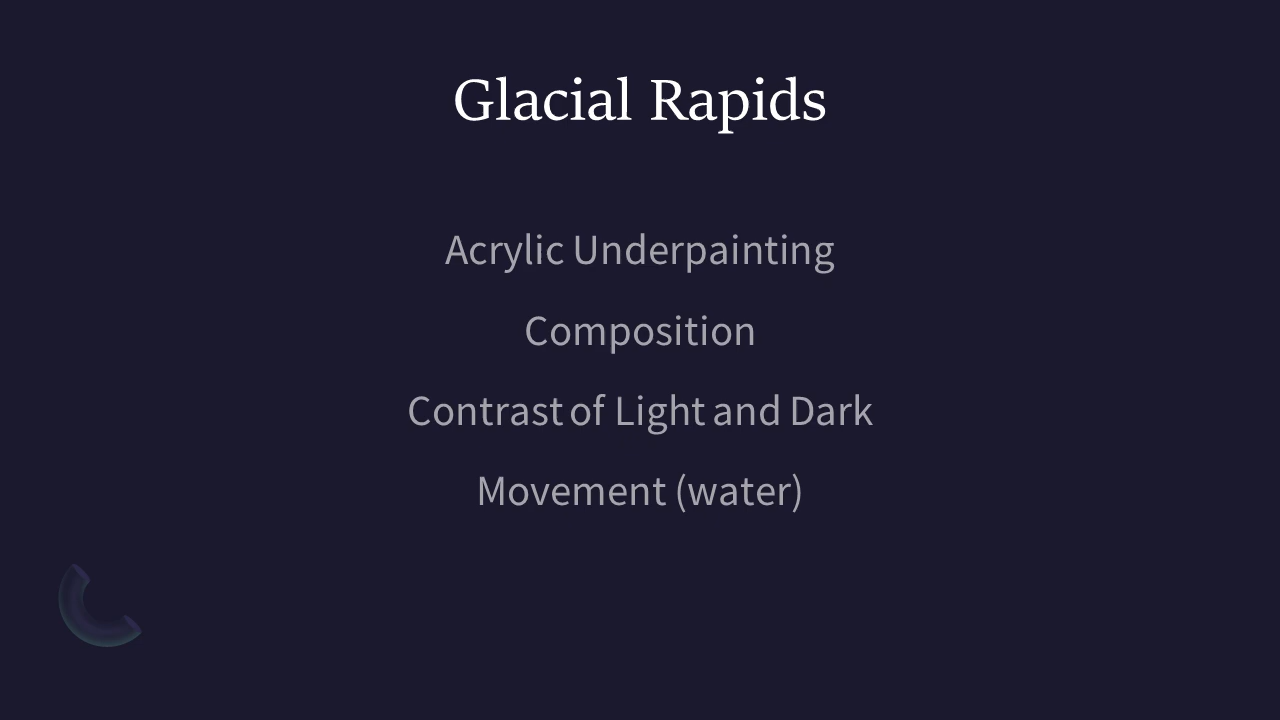 Glacial Rapids
Acrylic Underpainting
Composition
Contrast of Light and Dark
Movement (water)